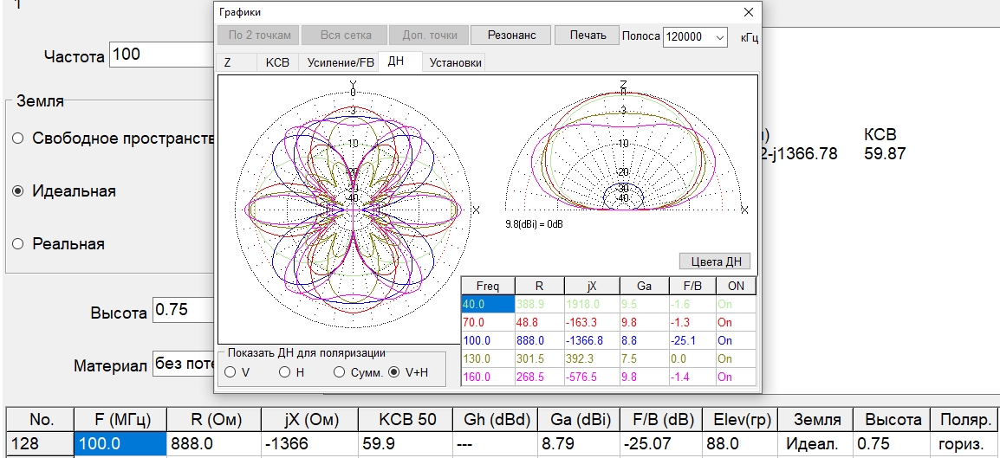 1
Частота 100
Земля
Свободное пространств
Идеальная
Реальная
Высота 0.75
Материал без поте
Графики
По 2 точкам Вся сетка Доп. точки Резонанс Печать Полоса 120000 кГц
Z КСВ Усиление/FB ДН Установки
Y
0
-3
-10
-20
-30
-40
X
Z
0
-3
-10
-20
-30
-40
X
9.8(dBi) = 0dB
Цвета ДН
Freq R jX Ga F/B ON
40.0 388.9 1918.0 9.5 -1.6 On
70.0 48.8 -163.3 9.8 -1.3 On
100.0 888.0 -1366.8 8.8 -25.1 On
130.0 301.5 392.3 7.5 0.0 On
160.0 268.5 -576.5 9.8 -1.4 On
Показать ДН для поляризации
V H Сумм. V+H
) КСВ
2-j1366.78 59.87
No. F (МГц) R (Ом) jX (Ом) КСВ 50 Gh (dBd) Ga (dBi) F/B (dB) Elev(гр) Земля Высота Поляр.
128 100.0 888.0 -1366 59.9 --- 8.79 -25.07 88.0 Идеал. 0.75 гориз.